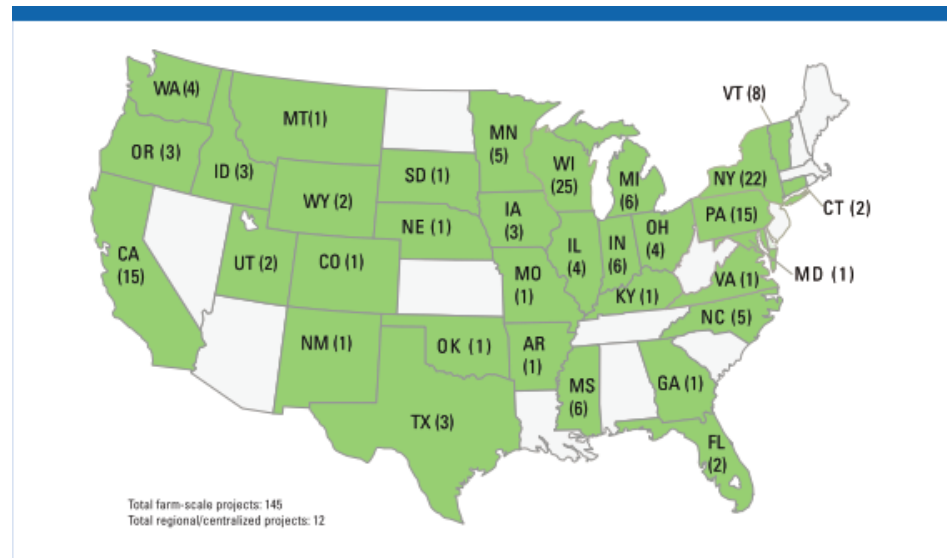 WA (4)
MT(1)
OR (3)
ID (3)
WY (2)
SD (1)
NE (1)
MN
(5)
WI
(25)
MI
(6)
VT (8)
NY (22)
CT (2)
PA (15)
MD (1)
IA
(3)
IL
(4)
IN
(6)
OH
(4)
CA
(15)
UT (2)
CO (1)
MO
(1)
KY (1)
VA (1)
NC (5)
NM (1)
OK (1)
AR
(1)
TX (3)
MS
(6)
GA (1)
FL
(2)
Total farm-scale projects: 145
Total regional/centralized projects: 12